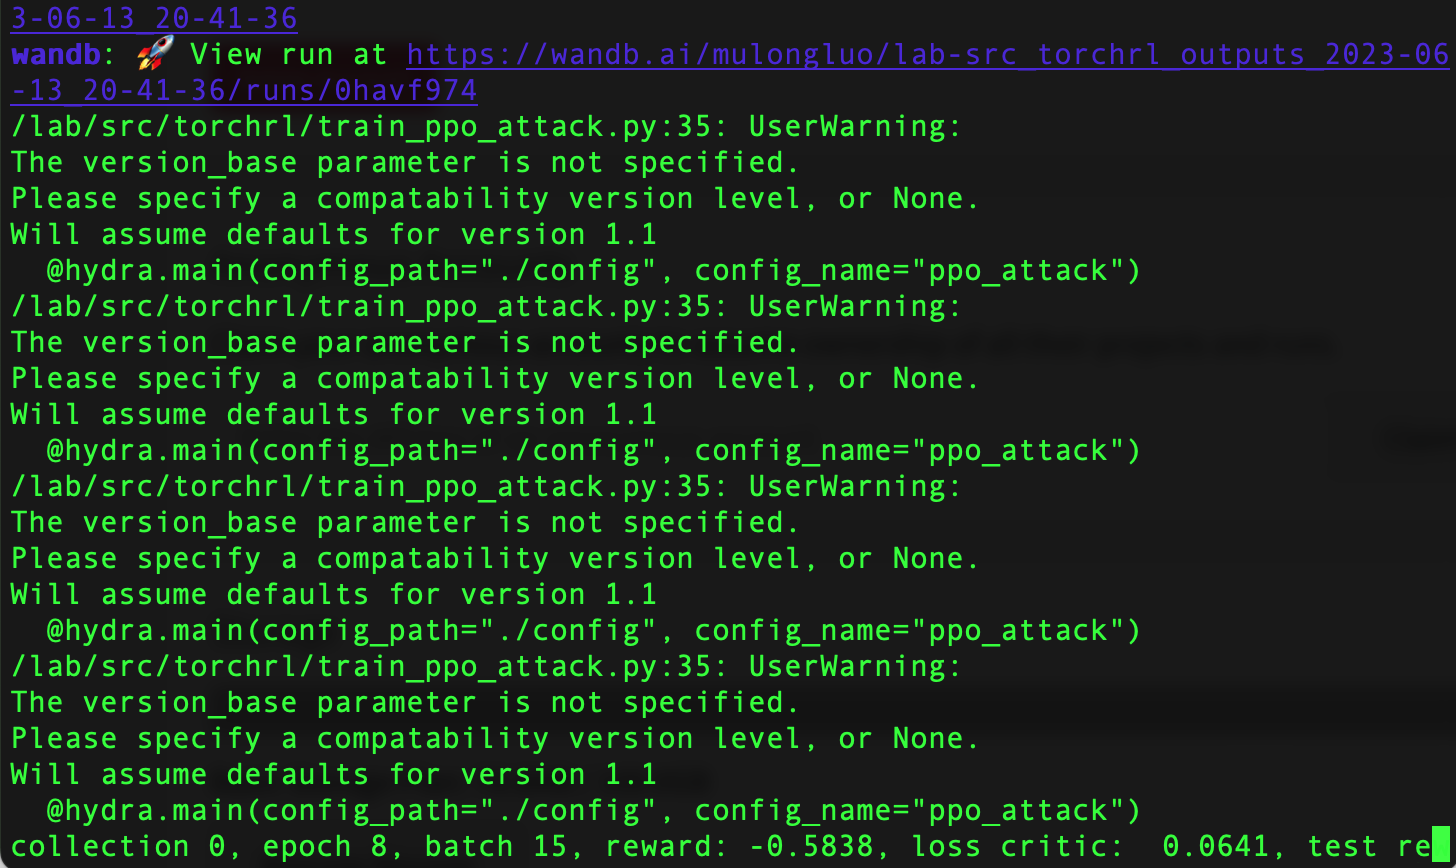 3-06-13_20-41-36
wandb: 🚀 View run at https://wandb.ai/mulongluo/lab-src_torchrl_outputs_2023-06
-13_20-41-36/runs/0havf974
/lab/src/torchrl/train_ppo_attack.py:35: UserWarning:
The version_base parameter is not specified.
Please specify a compatability version level, or None.
Will assume defaults for version 1.1
  @hydra.main(config_path="./config", config_name="ppo_attack")
/lab/src/torchrl/train_ppo_attack.py:35: UserWarning:
The version_base parameter is not specified.
Please specify a compatability version level, or None.
Will assume defaults for version 1.1
  @hydra.main(config_path="./config", config_name="ppo_attack")
/lab/src/torchrl/train_ppo_attack.py:35: UserWarning:
The version_base parameter is not specified.
Please specify a compatability version level, or None.
Will assume defaults for version 1.1
  @hydra.main(config_path="./config", config_name="ppo_attack")
/lab/src/torchrl/train_ppo_attack.py:35: UserWarning:
The version_base parameter is not specified.
Please specify a compatability version level, or None.
Will assume defaults for version 1.1
  @hydra.main(config_path="./config", config_name="ppo_attack")
collection 0, epoch 8, batch 15, reward: -0.5838, loss critic:  0.0641, test re